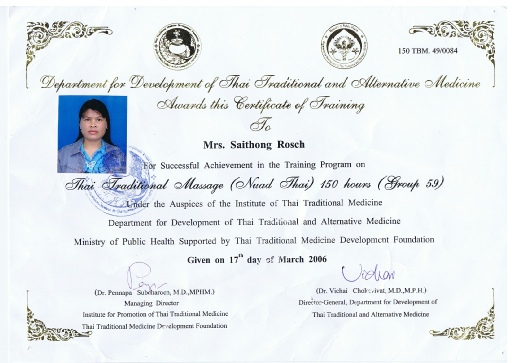 150 TBM. 49/0084
Department for Development of Thai Traditional and Alternative Medicine
Awards this Certificate of Training
To
Mrs. Saithong Rosch
For Successful Achievement in the Training Program on
Thai Traditional Massage (Nuad Thai) 150 hours (Group 59)
Under the Auspices of the Institute of Thai Traditional Medicine
Department for Development of Thai Traditional and Alternative Medicine
Ministry of Public Health Supported by Thai Traditional Medicine Development Foundation
Given on 17th day of March 2006
(Dr. Pennapa Subcharoen, M.D.,MPHM.)
Managing Director
Institute for Promotion of Thai Traditional Medicine
Thai Traditional Medicine Development Foundation
(Dr. Vichai Chokevivat, M.D.,M.P.H.)
Director-General, Department for Development of
Thai Traditional and Alternative Medicine